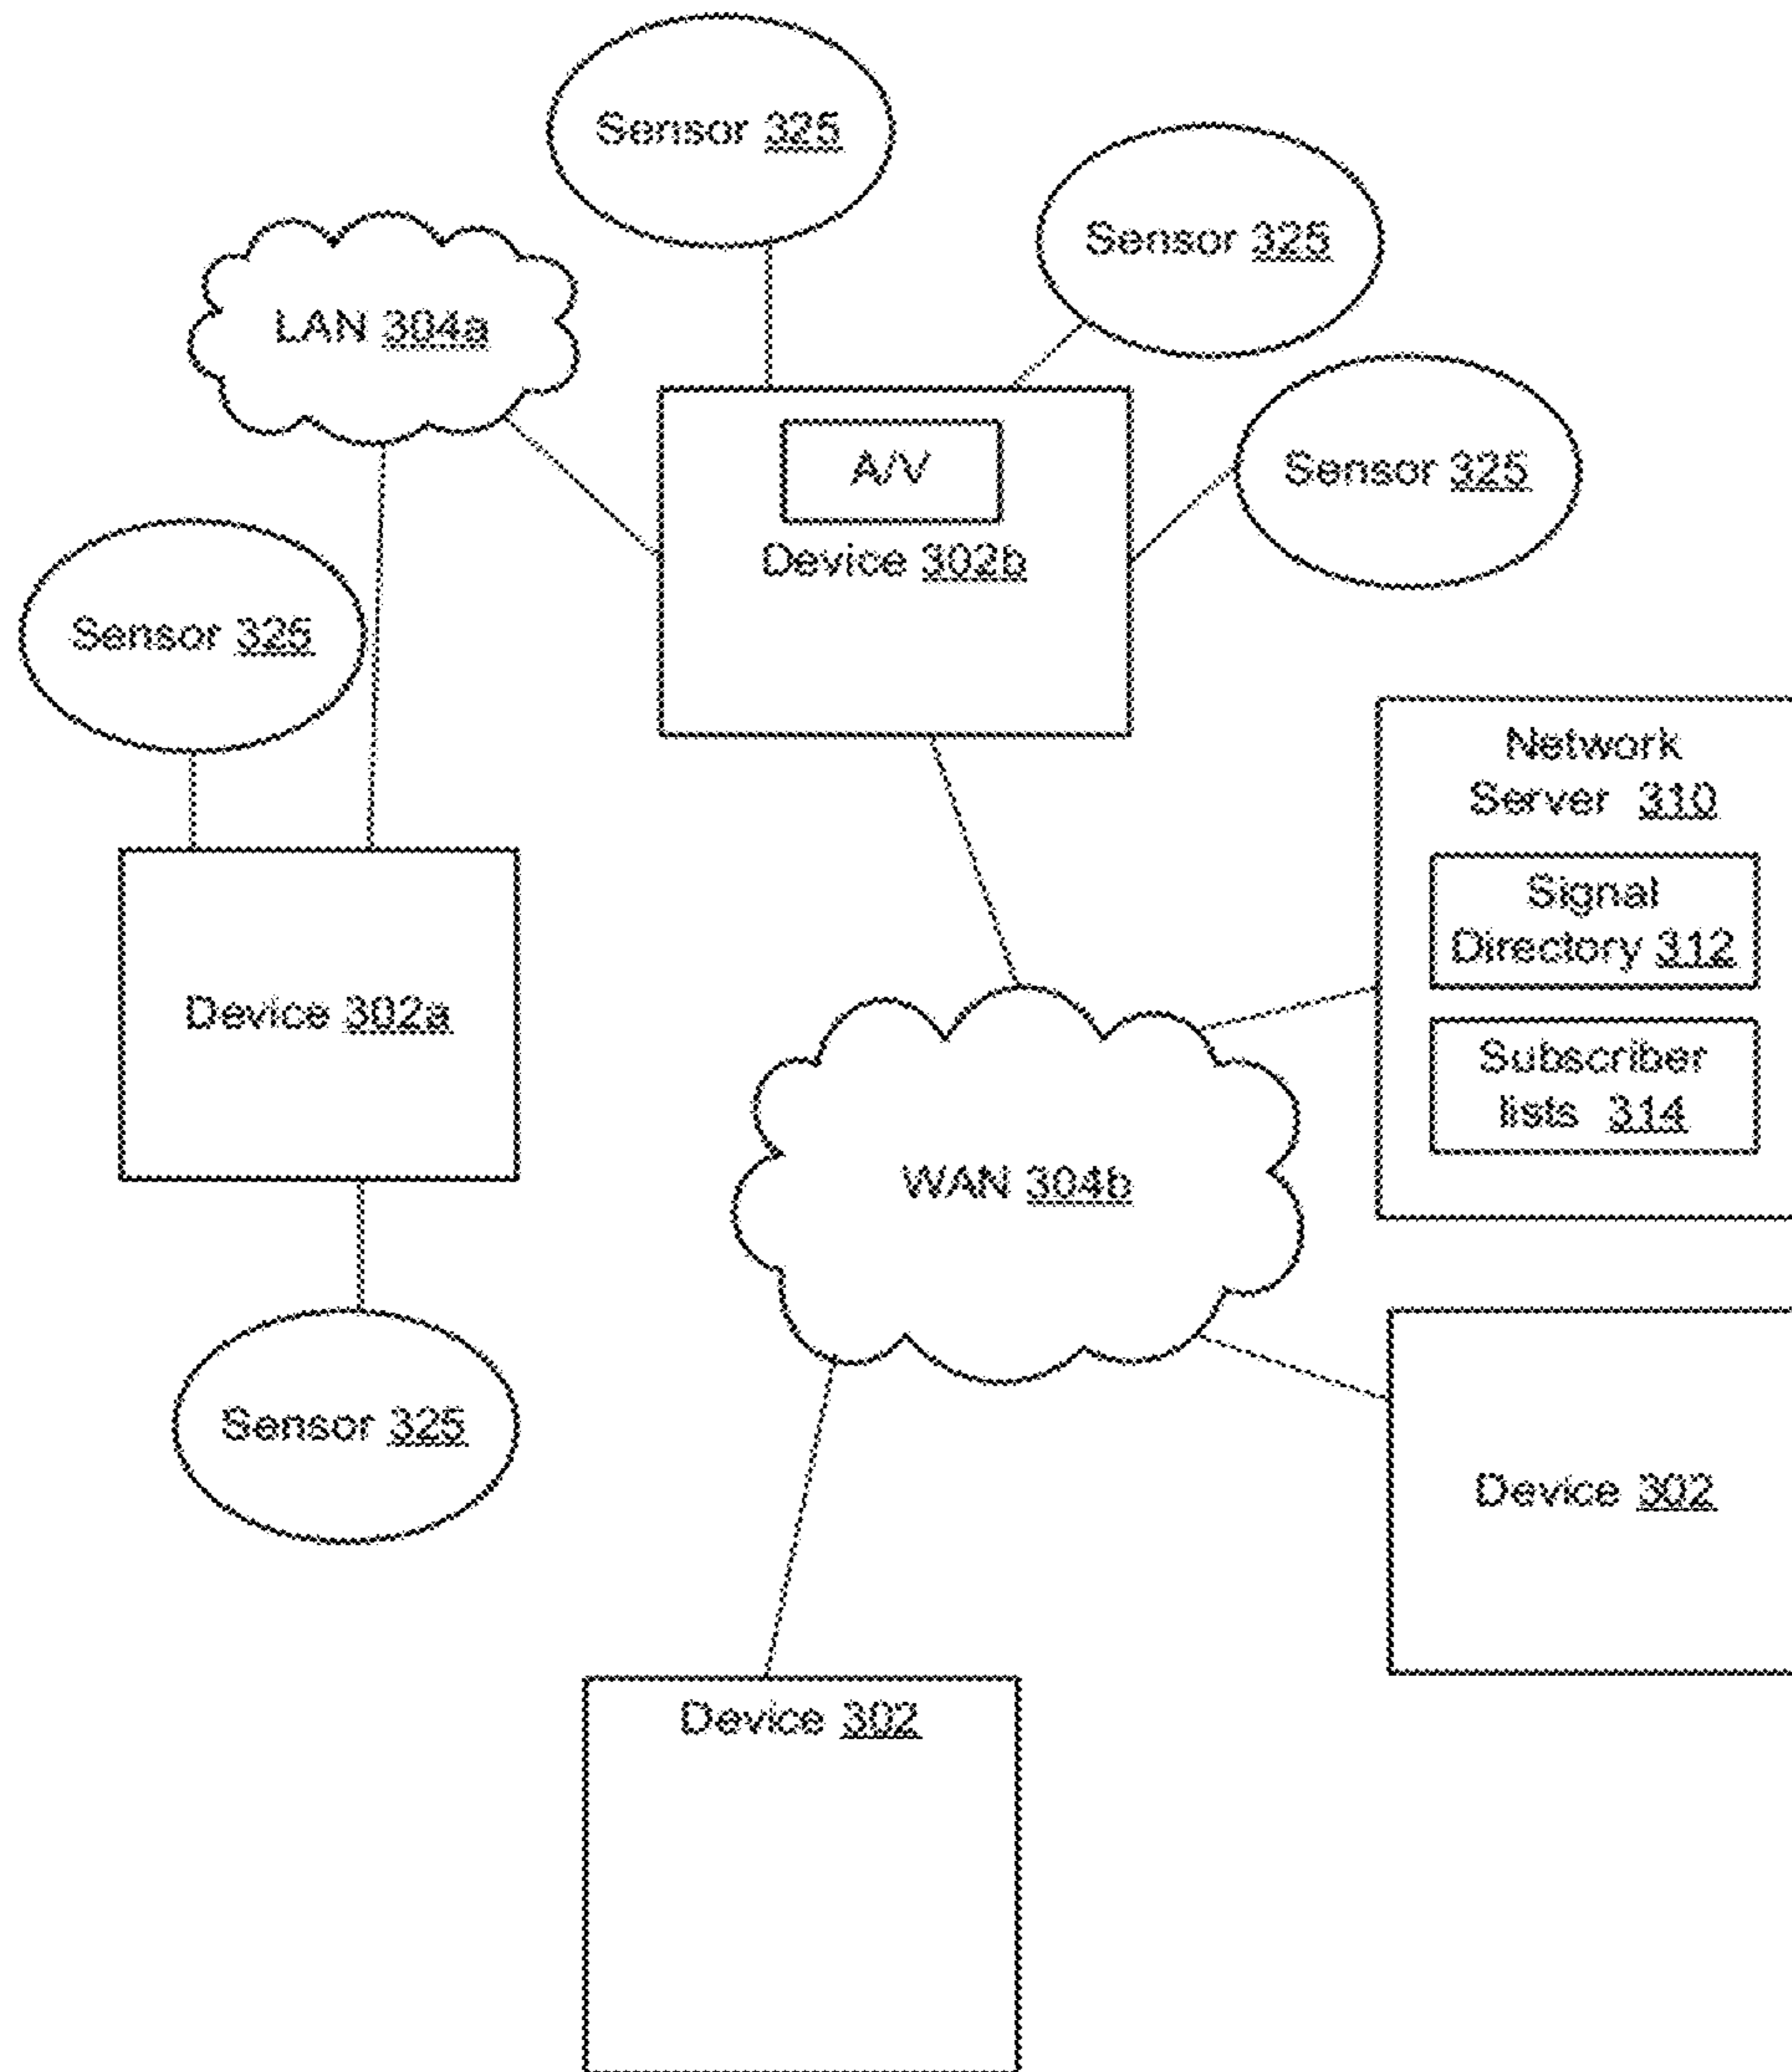 Sensor 325
Sensor 325
LAN 304a
A/V
Sensor 325
Device 302b
Sensor 325
Network
Server 310
Signal
Directory 312
Device 302a
Subscriber
lists 314
WAN 304b
Sensor 325
Device 302
Device 302